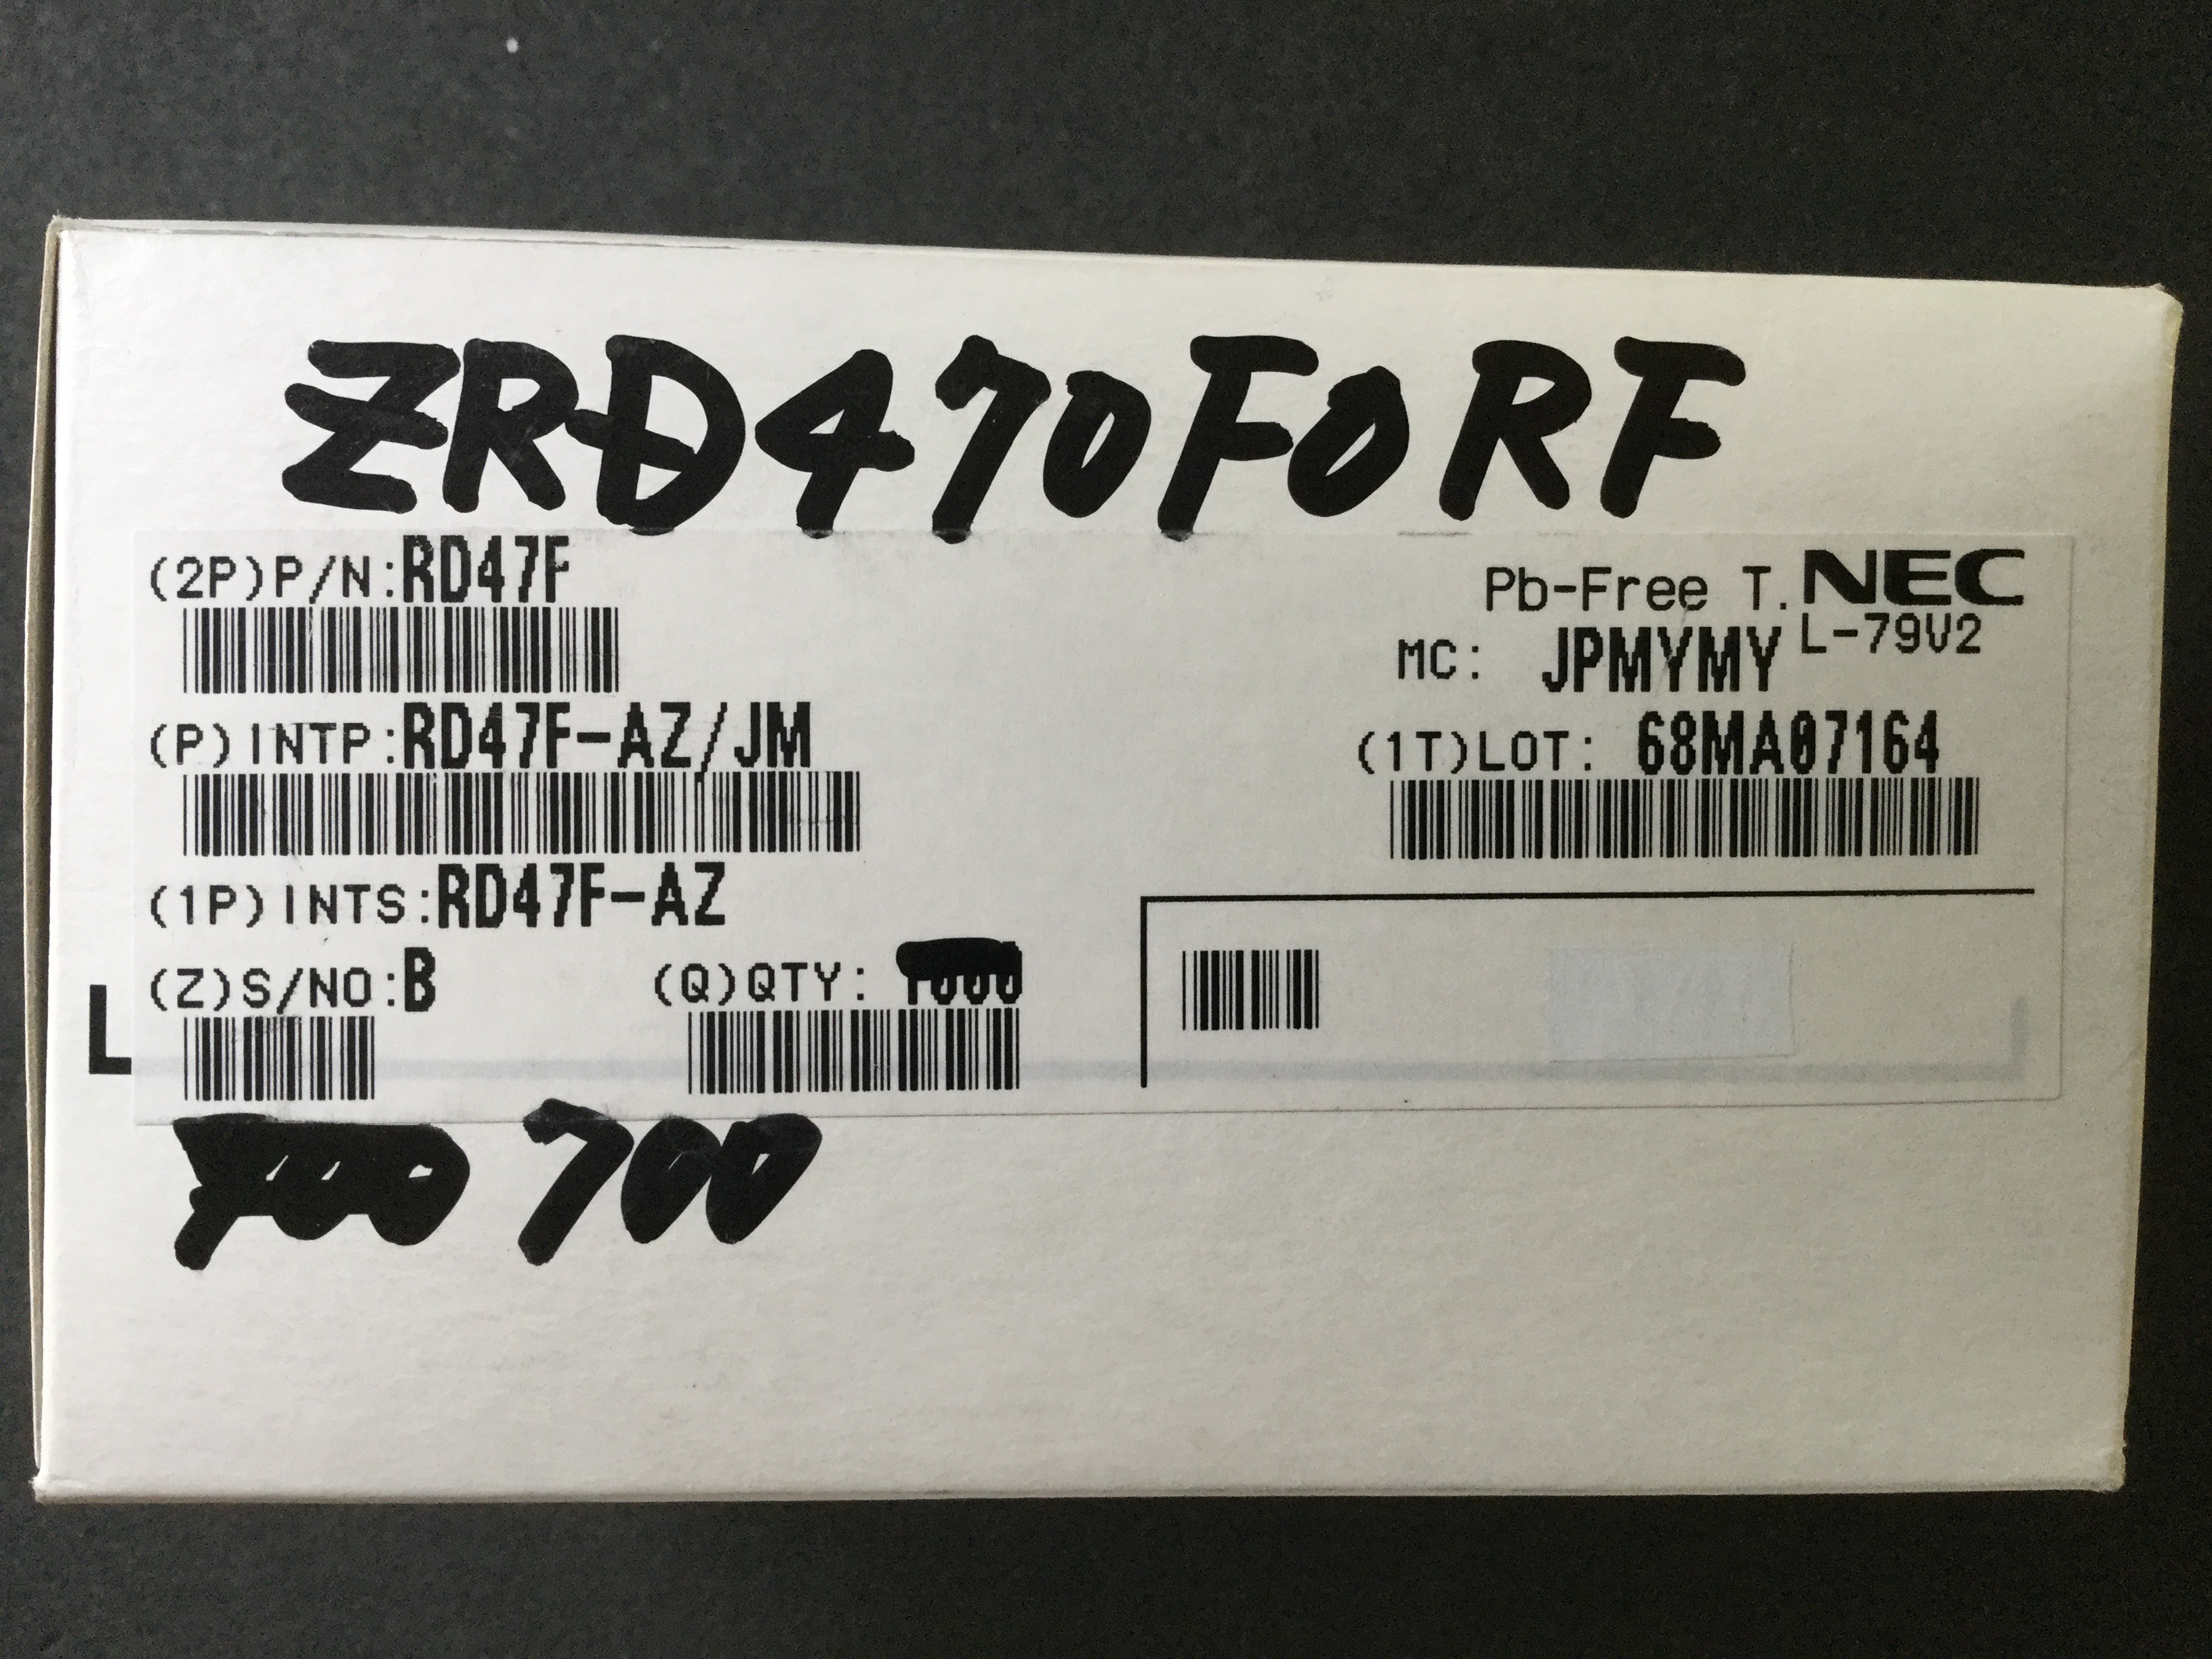 ZRD470F0RF
(2P)P/N:RD47F
Pb-Free T. NEC
L-79V2
MC: JPMYMY
(P)INTP:RD47F-AZ/JM
(1T)LOT: 68MA07164
(1P)INTS:RD47F-AZ
(Z)S/NO:B
(Q)QTY:
L
700